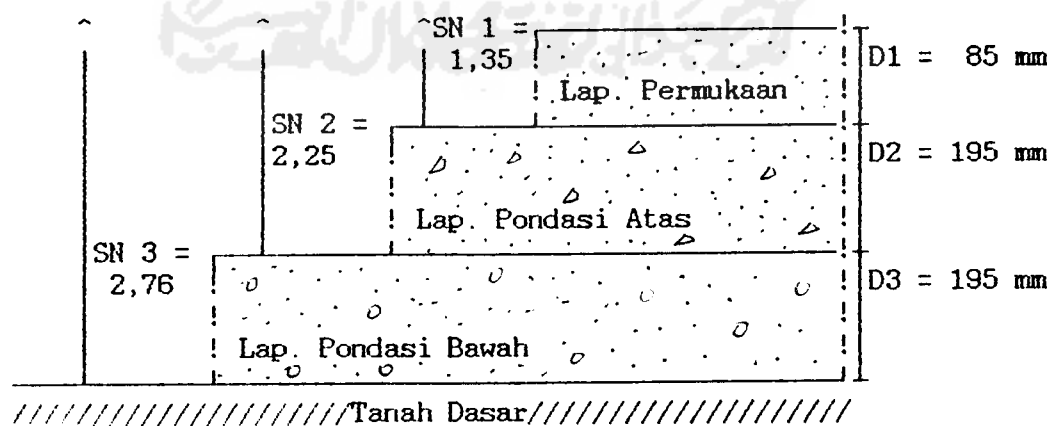 SN 1 =
1,35
D1 = 85 mm
Lap. Permukaan
SN 2 =
2,25
D2 = 195 mm
Lap. Pondasi Atas
SN 3 =
2,76
D3 = 195 mm
Lap. Pondasi Bawah
Tanah Dasar